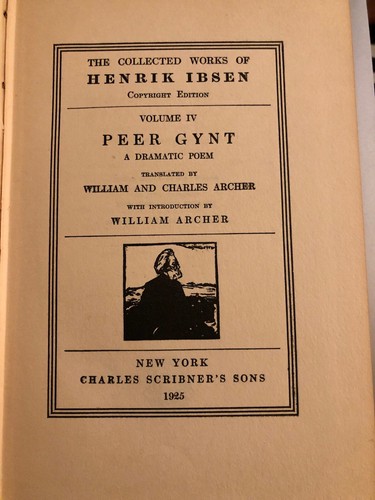 THE COLLECTED WORKS OF
HENRIK IBSEN
COPYRIGHT EDITION
VOLUME IV
PEER GYNT
A DRAMATIC POEM
TRANSLATED BY
WILLIAM AND CHARLES ARCHER
WITH INTRODUCTION BY
WILLIAM ARCHER
NEW YORK
CHARLES SCRIBNER'S SONS
1925